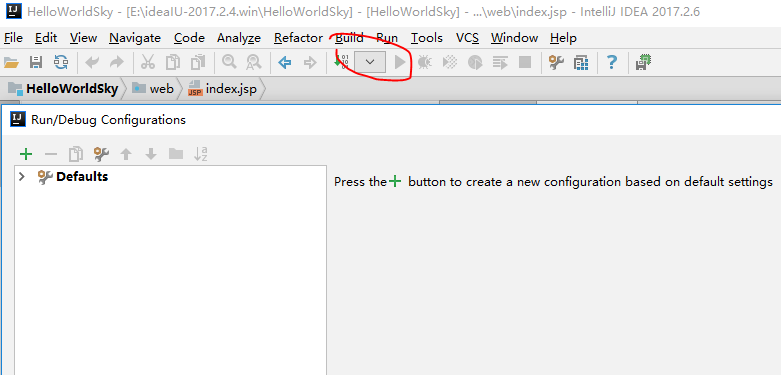 HelloWorldSky - [E:\ideaIU-2017.2.4.win\HelloWorldSky] - [HelloWorldSky] - ...\web\index.jsp - IntelliJ IDEA 2017.2.6
File Edit View Navigate Code Analyze Refactor Build Run Tools VCS Window Help
HelloWorldSky web index.jsp
Run/Debug Configurations
Defaults
Press the + button to create a new configuration based on default settings